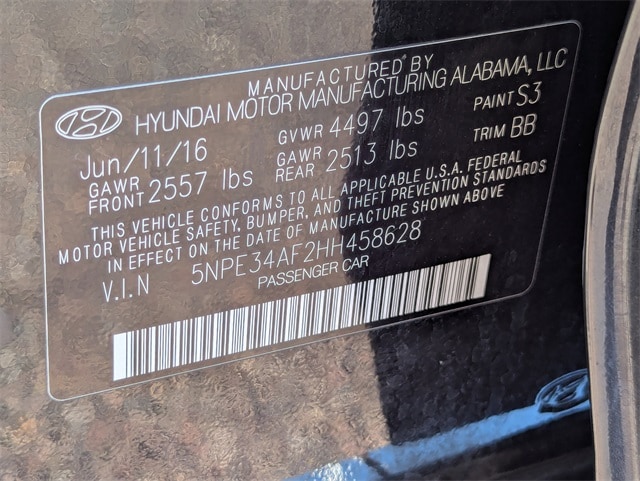 MANUFACTURED BY
HYUNDAI MOTOR MANUFACTURING ALABAMA, LLC
Jun/11/16 GVWR 4497 lbs PAINT S3
GAWR FRONT 2557 lbs GAWR REAR 2513 lbs TRIM BB
THIS VEHICLE CONFORMS TO ALL APPLICABLE U.S.A. FEDERAL
MOTOR VEHICLE SAFETY, BUMPER, AND THEFT PREVENTION STANDARDS
IN EFFECT ON THE DATE OF MANUFACTURE SHOWN ABOVE
V.I.N 5NPE34AF2HH458628
PASSENGER CAR